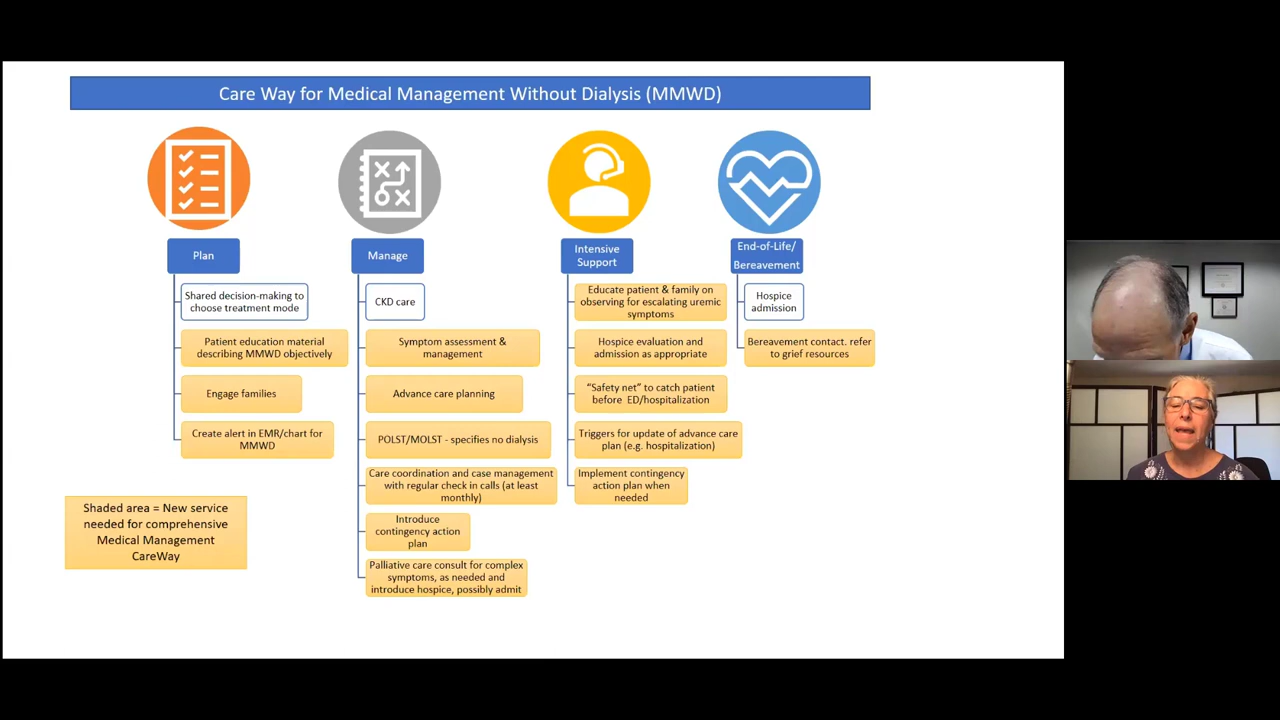 Care Way for Medical Management Without Dialysis (MMWD)
Plan
Shared decision-making to
choose treatment mode
Patient education material
describing MMWD objectively
Engage families
Create alert in EMR/chart for
MMWD
Manage
CKD care
Symptom assessment &
management
Advance care planning
POLST/MOLST - specifies no dialysis
Care coordination and case management
with regular check in calls (at least
monthly)
Introduce
contingency action
plan
Palliative care consult for complex
symptoms, as needed and
introduce hospice, possibly admit
Intensive
Support
Educate patient & family on
observing for escalating uremic
symptoms
Hospice evaluation and
admission as appropriate
“Safety net” to catch patient
before ED/hospitalization
Triggers for update of advance care
plan (e.g. hospitalization)
Implement contingency
action plan when
needed
End-of-Life/
Bereavement
Hospice
admission
Bereavement contact. refer
to grief resources
Shaded area = New service
needed for comprehensive
Medical Management
CareWay